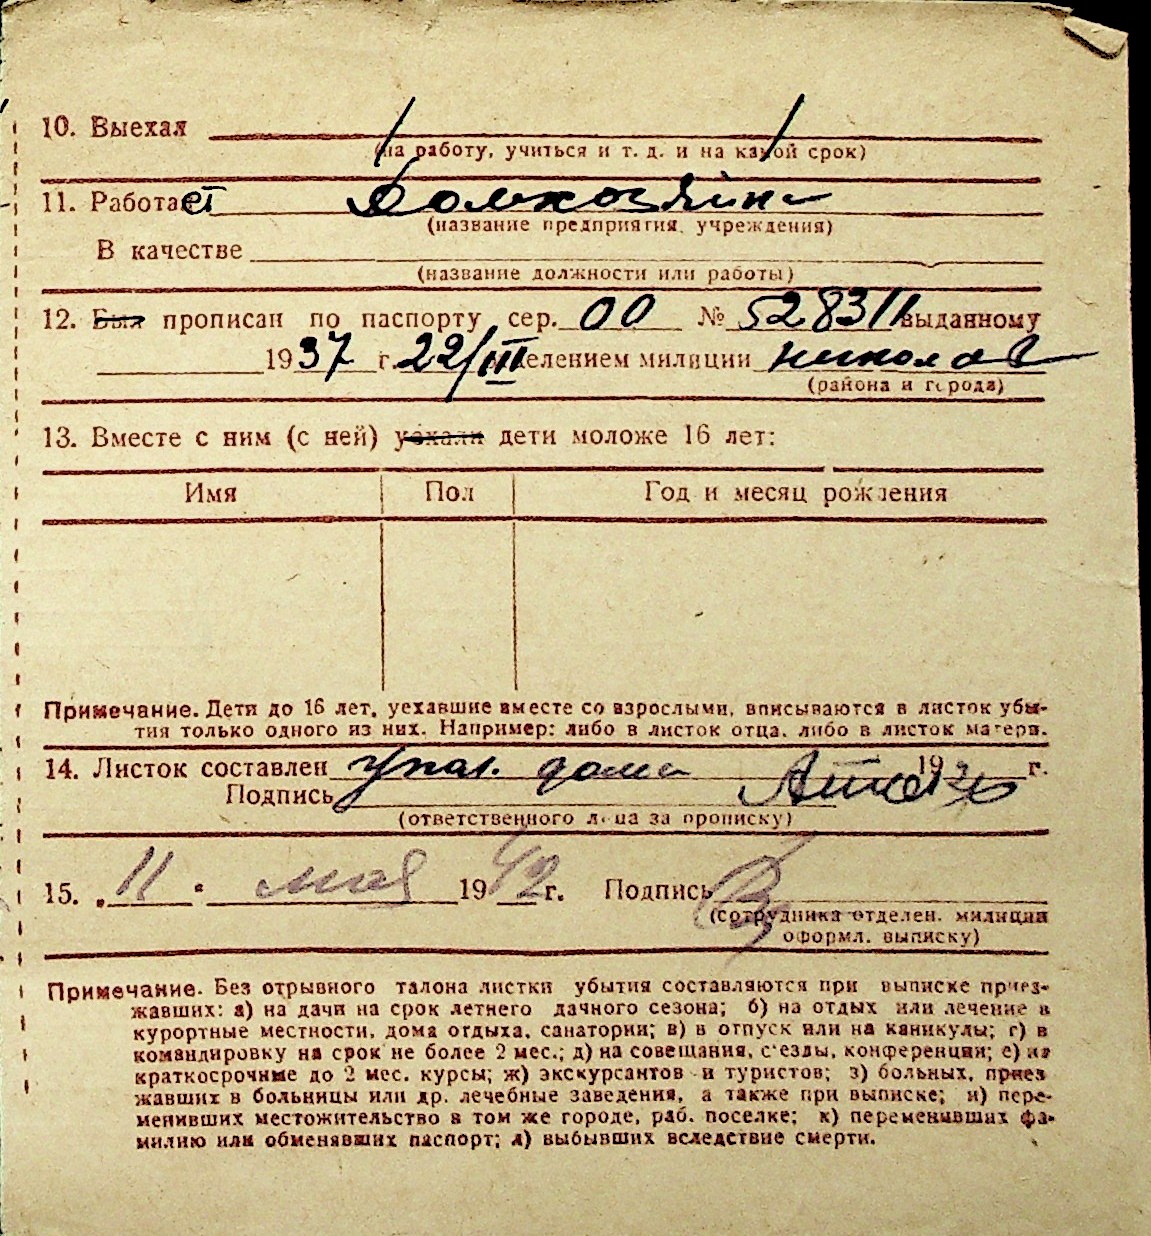 10. Выехал
(на работу, учиться и т. д. и на какой срок)
11. Работает домхозяйка
(название предприятия, учреждения)
В качестве
(название должности или работы)
12. Был прописан по паспорту сер. 00 № 528311 выданному
1937 г. 22/III отделением милиции николаев
(района и города)
13. Вместе с ним (с ней) уехали дети моложе 16 лет:
Имя Пол Год и месяц рождения
Примечание. Дети до 16 лет, уехавшие вместе со взрослыми, вписываются в листок убы-
тия только одного из них. Например: либо в листок отца, либо в листок матери.
14. Листок составлен упол. дома 19 г.
Подпись
(ответственного лица за прописку)
15. „11“ мая 1942 г. Подпись
(сотрудника отделен. милиции
оформл. выписку)
Примечание. Без отрывного талона листки убытия составляются при выписке приез-
жавших: а) на дачи на срок летнего дачного сезона; б) на отдых или лечение в
курортные местности, дома отдыха, санатории; в) в отпуск или на каникулы; г) в
командировку на срок не более 2 мес.; д) на совещания, с'езды, конференции; е) на
краткосрочные до 2 мес. курсы; ж) экскурсантов и туристов; з) больных, приез
жавших в больницы или др. лечебные заведения, а также при выписке; и) пере-
менивших местожительство в том же городе, раб. поселке; к) переменивших фа-
милию или обменявших паспорт; л) выбывших вследствие смерти.